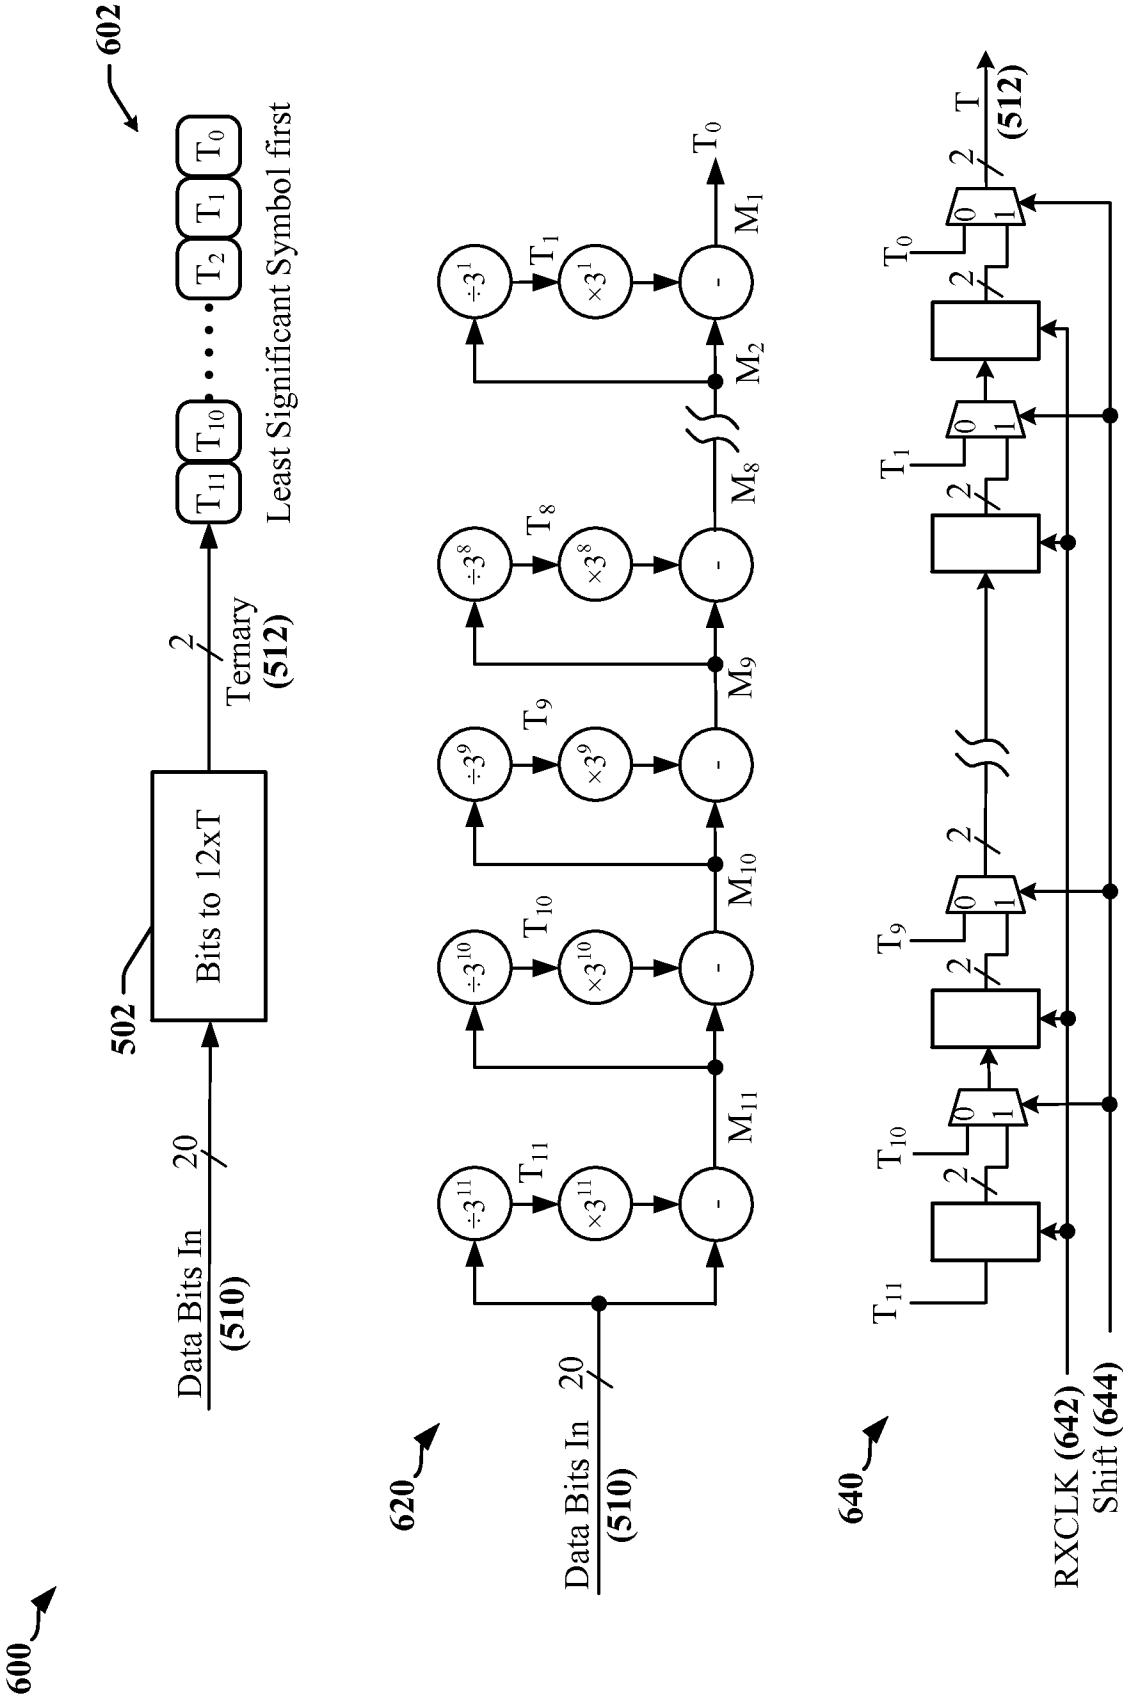 600
602
502
Data Bits In
(510)
20
Bits to 12xT
2
Ternary
(512)
T11 T10 T2 T1 T0
Least Significant Symbol first
620
Data Bits In
(510)
20
÷3^11 ÷3^10 ÷3^9 ÷3^8 ÷3^1
T11 T10 T9 T8 T1
×3^11 ×3^10 ×3^9 ×3^8 ×3^1
- - - - - T0
M11 M10 M9 M8 M2 M1
640
T11 T10 T9 T1 T0
2 2 2 2 2 2
0 0 0 0
1 1 1 1
T
(512)
RXCLK (642)
Shift (644)